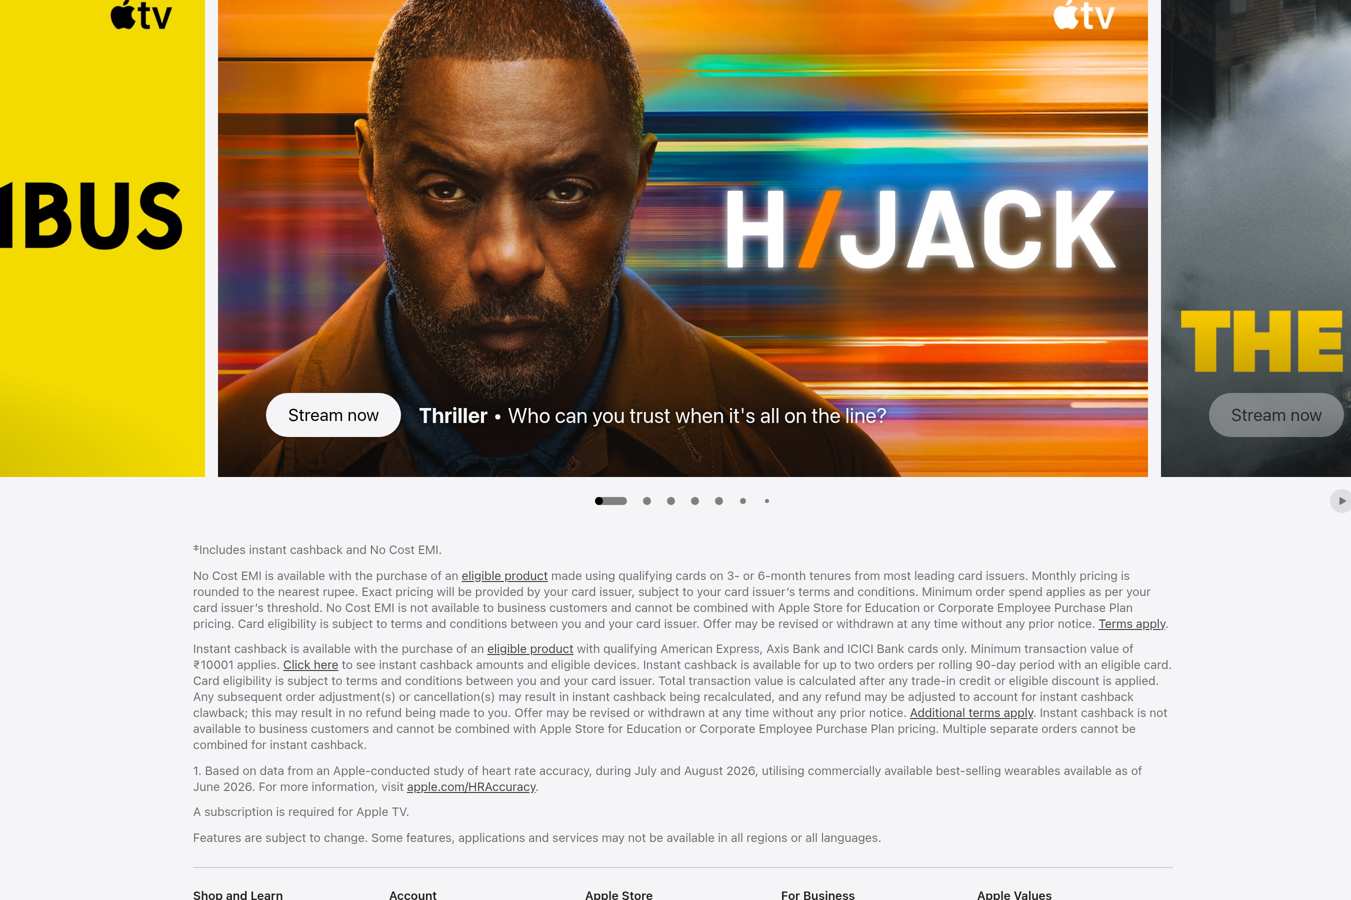 tv
IBUS
tv
H/JACK
Stream now
Thriller • Who can you trust when it's all on the line?
THE
Stream now
‡Includes instant cashback and No Cost EMI.
No Cost EMI is available with the purchase of an eligible product made using qualifying cards on 3- or 6-month tenures from most leading card issuers. Monthly pricing is
rounded to the nearest rupee. Exact pricing will be provided by your card issuer, subject to your card issuer's terms and conditions. Minimum order spend applies as per your
card issuer's threshold. No Cost EMI is not available to business customers and cannot be combined with Apple Store for Education or Corporate Employee Purchase Plan
pricing. Card eligibility is subject to terms and conditions between you and your card issuer. Offer may be revised or withdrawn at any time without any prior notice. Terms apply.
Instant cashback is available with the purchase of an eligible product with qualifying American Express, Axis Bank and ICICI Bank cards only. Minimum transaction value of
₹10001 applies. Click here to see instant cashback amounts and eligible devices. Instant cashback is available for up to two orders per rolling 90-day period with an eligible card.
Card eligibility is subject to terms and conditions between you and your card issuer. Total transaction value is calculated after any trade-in credit or eligible discount is applied.
Any subsequent order adjustment(s) or cancellation(s) may result in instant cashback being recalculated, and any refund may be adjusted to account for instant cashback
clawback; this may result in no refund being made to you. Offer may be revised or withdrawn at any time without any prior notice. Additional terms apply. Instant cashback is not
available to business customers and cannot be combined with Apple Store for Education or Corporate Employee Purchase Plan pricing. Multiple separate orders cannot be
combined for instant cashback.
1. Based on data from an Apple-conducted study of heart rate accuracy, during July and August 2026, utilising commercially available best-selling wearables available as of
June 2026. For more information, visit apple.com/HRAccuracy.
A subscription is required for Apple TV.
Features are subject to change. Some features, applications and services may not be available in all regions or all languages.
Shop and Learn
Account
Apple Store
For Business
Apple Values